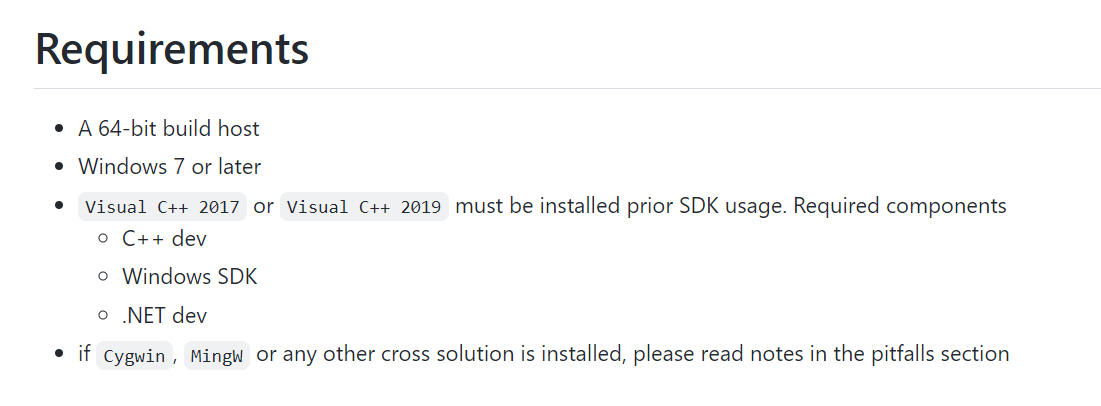 Requirements
A 64-bit build host
Windows 7 or later
Visual C++ 2017 or Visual C++ 2019 must be installed prior SDK usage. Required components
C++ dev
Windows SDK
.NET dev
if Cygwin, MingW or any other cross solution is installed, please read notes in the pitfalls section